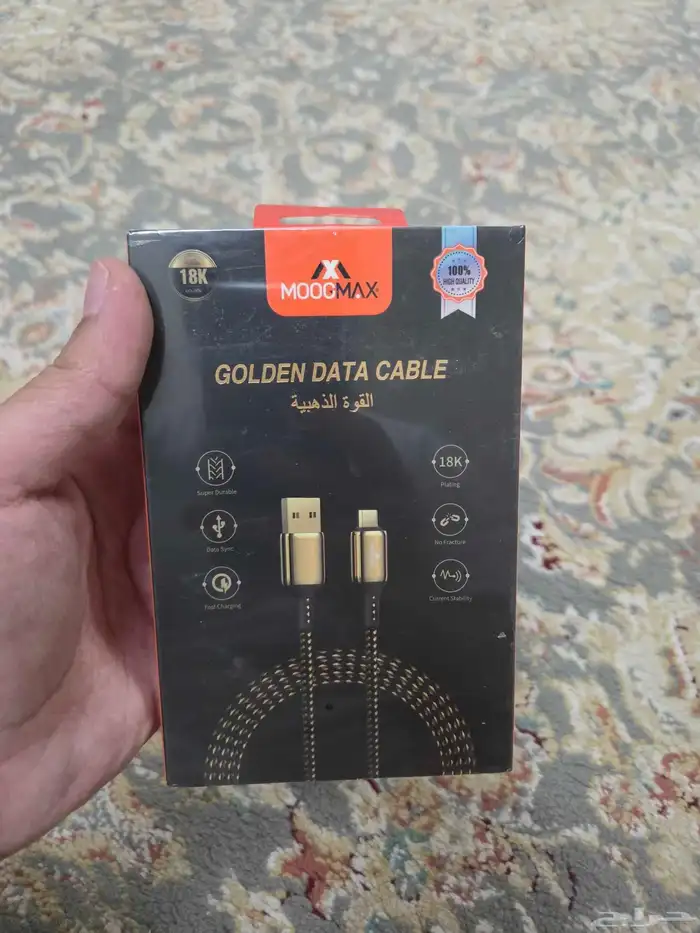 18K
MOOGMAX
100%
HIGH QUALITY
GOLDEN DATA CABLE
القوة الذهبية
Super Durable
18K
Plating
Data Sync
No Fracture
Fast Charging
Current Stability
حراج